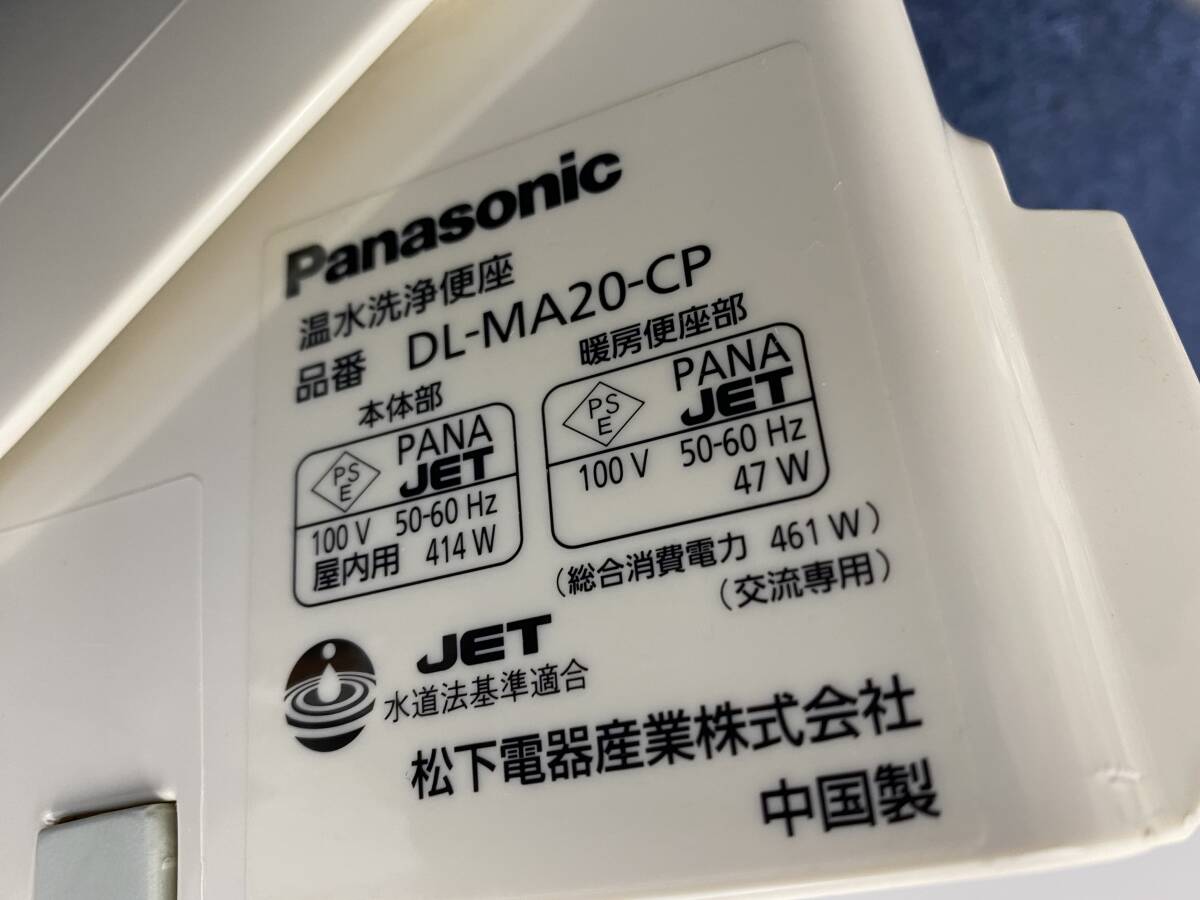 Panasonic
温水洗浄便座
品番 DL-MA20-CP
本体部
PS
E
PANA
JET
100 V 50-60 Hz
屋内用 414 W
暖房便座部
PS
E
PANA
JET
100 V 50-60 Hz
47 W
(総合消費電力 461 W)
(交流専用)
JET
水道法基準適合
松下電器産業株式会社
中国製